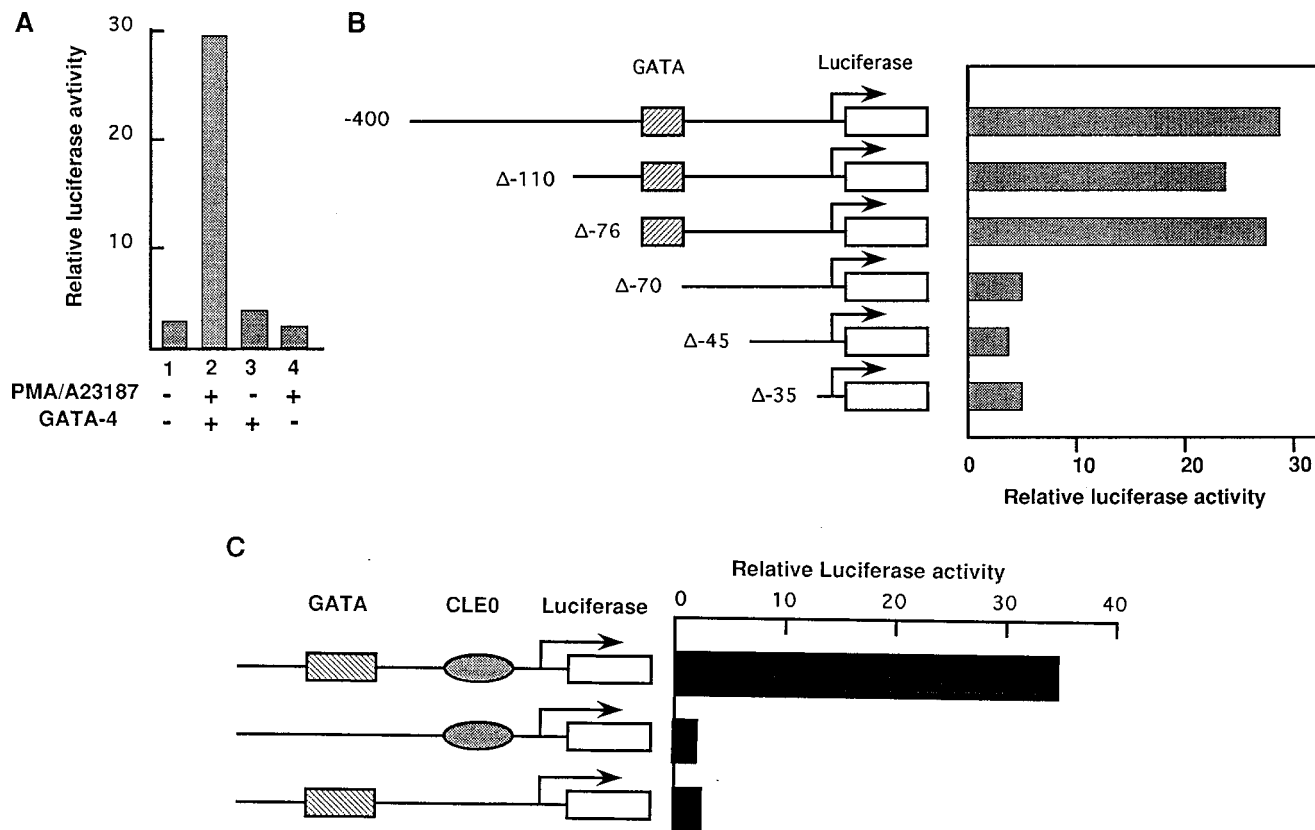 A
Relative luciferase avtivity
30
20
10
1 2 3 4
PMA/A23187 - + - +
GATA-4 - + + -
B
GATA Luciferase
-400
Δ-110
Δ-76
Δ-70
Δ-45
Δ-35
0 10 20 30
Relative luciferase activity
C
Relative Luciferase activity
GATA CLE0 Luciferase
0 10 20 30 40